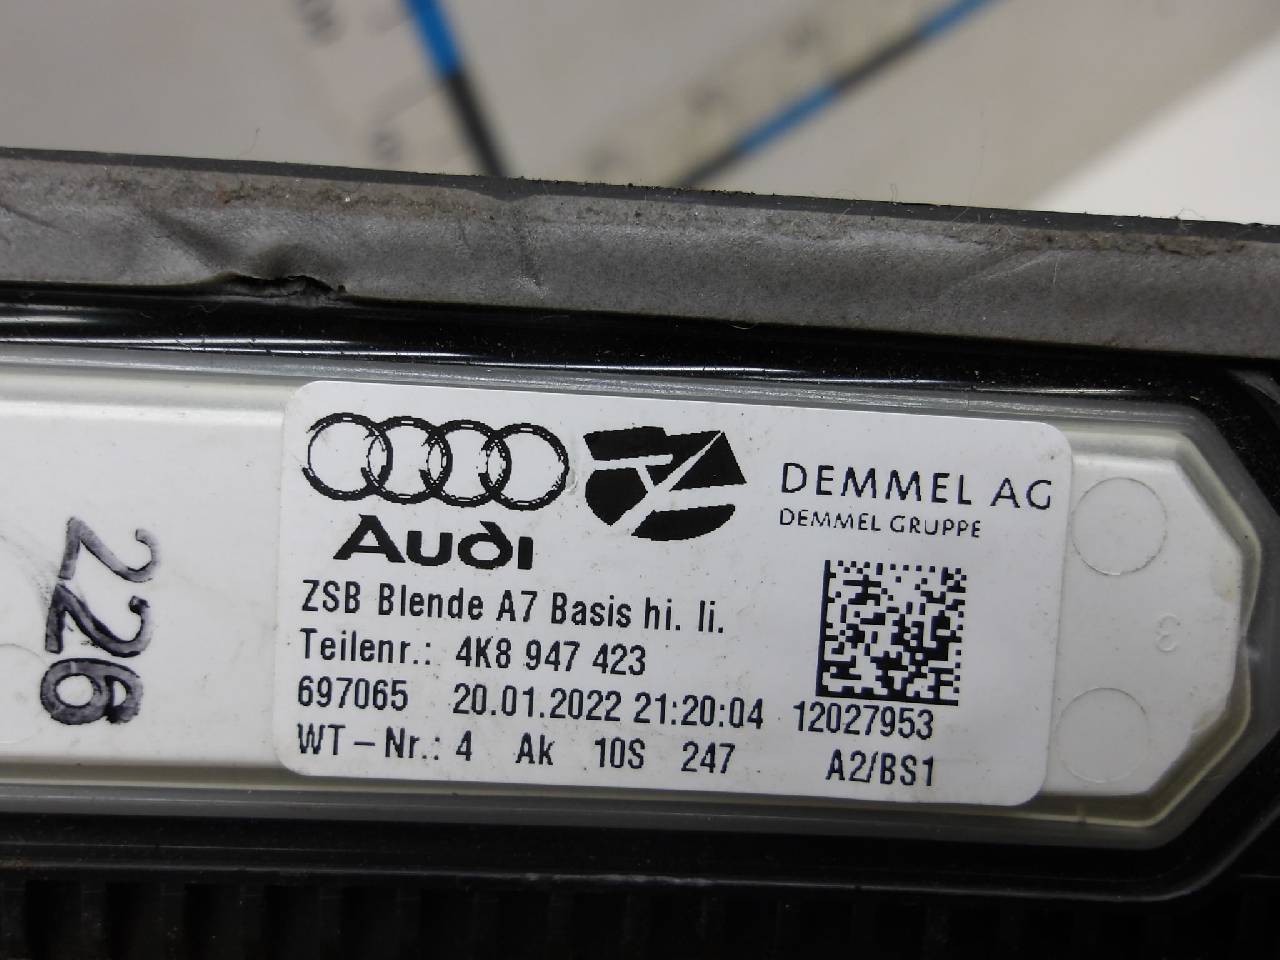 Audi
DEMMEL AG
DEMMEL GRUPPE
ZSB Blende A7 Basis hi. li.
Teilenr.: 4K8 947 423
697065 20.01.2022 21:20:04 12027953
WT-Nr.: 4 Ak 10S 247 A2/BS1
226
3